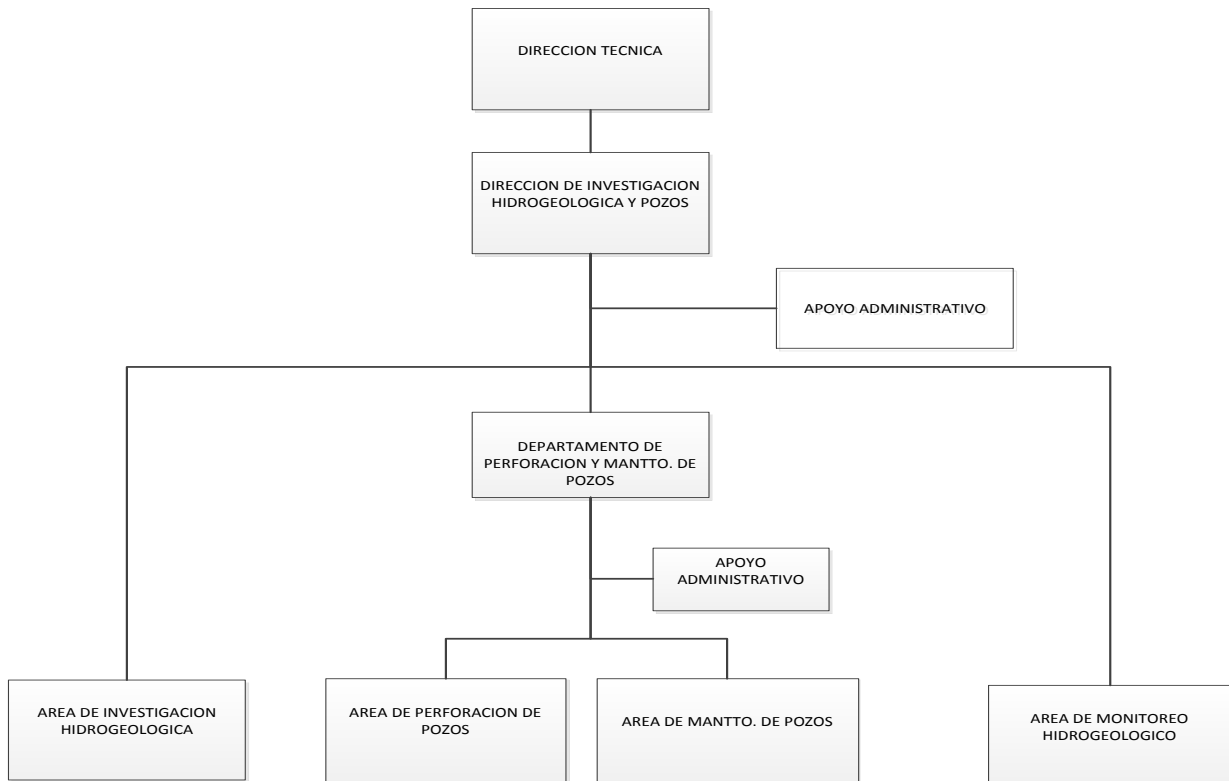 DIRECCION TECNICA
DIRECCION DE INVESTIGACION
HIDROGEOLOGICA Y POZOS
APOYO ADMINISTRATIVO
DEPARTAMENTO DE
PERFORACION Y MANTTO. DE
POZOS
APOYO
ADMINISTRATIVO
AREA DE INVESTIGACION
HIDROGEOLOGICA
AREA DE PERFORACION DE
POZOS
AREA DE MANTTO. DE POZOS
AREA DE MONITOREO
HIDROGEOLOGICO